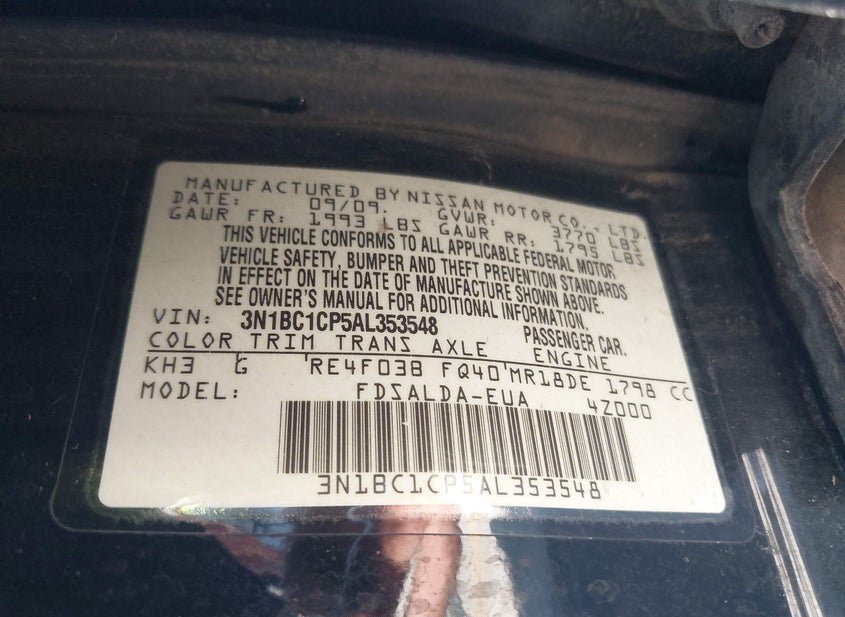 MANUFACTURED BY NISSAN MOTOR CO., LTD.
DATE: 09/09. GVWR: 3770 LBS
GAWR FR: 1993 LBS GAWR RR: 1795 LBS
THIS VEHICLE CONFORMS TO ALL APPLICABLE FEDERAL MOTOR
VEHICLE SAFETY, BUMPER AND THEFT PREVENTION STANDARDS
IN EFFECT ON THE DATE OF MANUFACTURE SHOWN ABOVE.
SEE OWNER'S MANUAL FOR ADDITIONAL INFORMATION.
VIN: 3N1BC1CP5AL353548 PASSENGER CAR.
COLOR TRIM TRANS AXLE ENGINE
KH3 G RE4F03B FQ40 MR18DE 1798 CC
MODEL: FDSALDA-EUA 4Z000
3N1BC1CP5AL353548